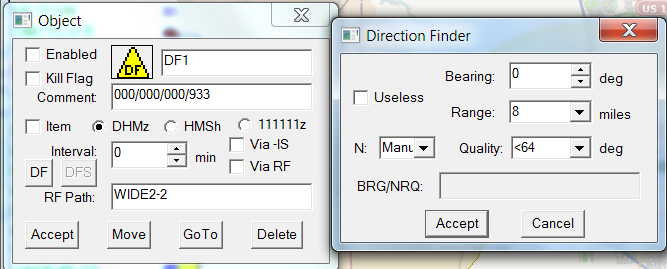 Object
Enabled
DF
DF1
Kill Flag
Comment:
000/000/000/933
Item
DHMz
HMSh
111111z
Interval:
0
min
Via -IS
Via RF
DF
DFS
RF Path:
WIDE2-2
Accept
Move
GoTo
Delete
Direction Finder
Bearing:
0
deg
Useless
Range:
8
miles
N:
Manu
Quality:
<64
deg
BRG/NRQ:
Accept
Cancel
US 1